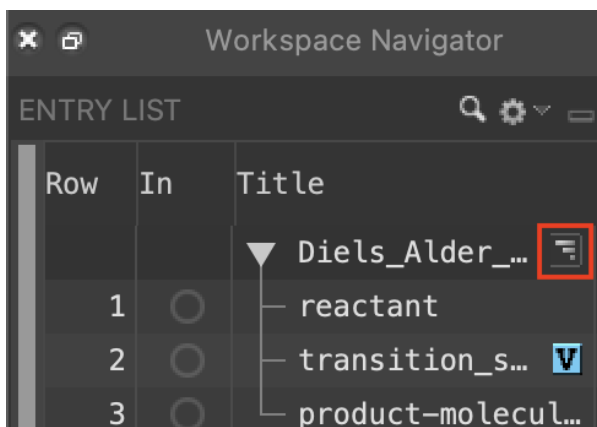 Workspace Navigator
ENTRY LIST
Row In Title
Diels_Alder_…
1 reactant
2 transition_s… V
3 product-molecul…